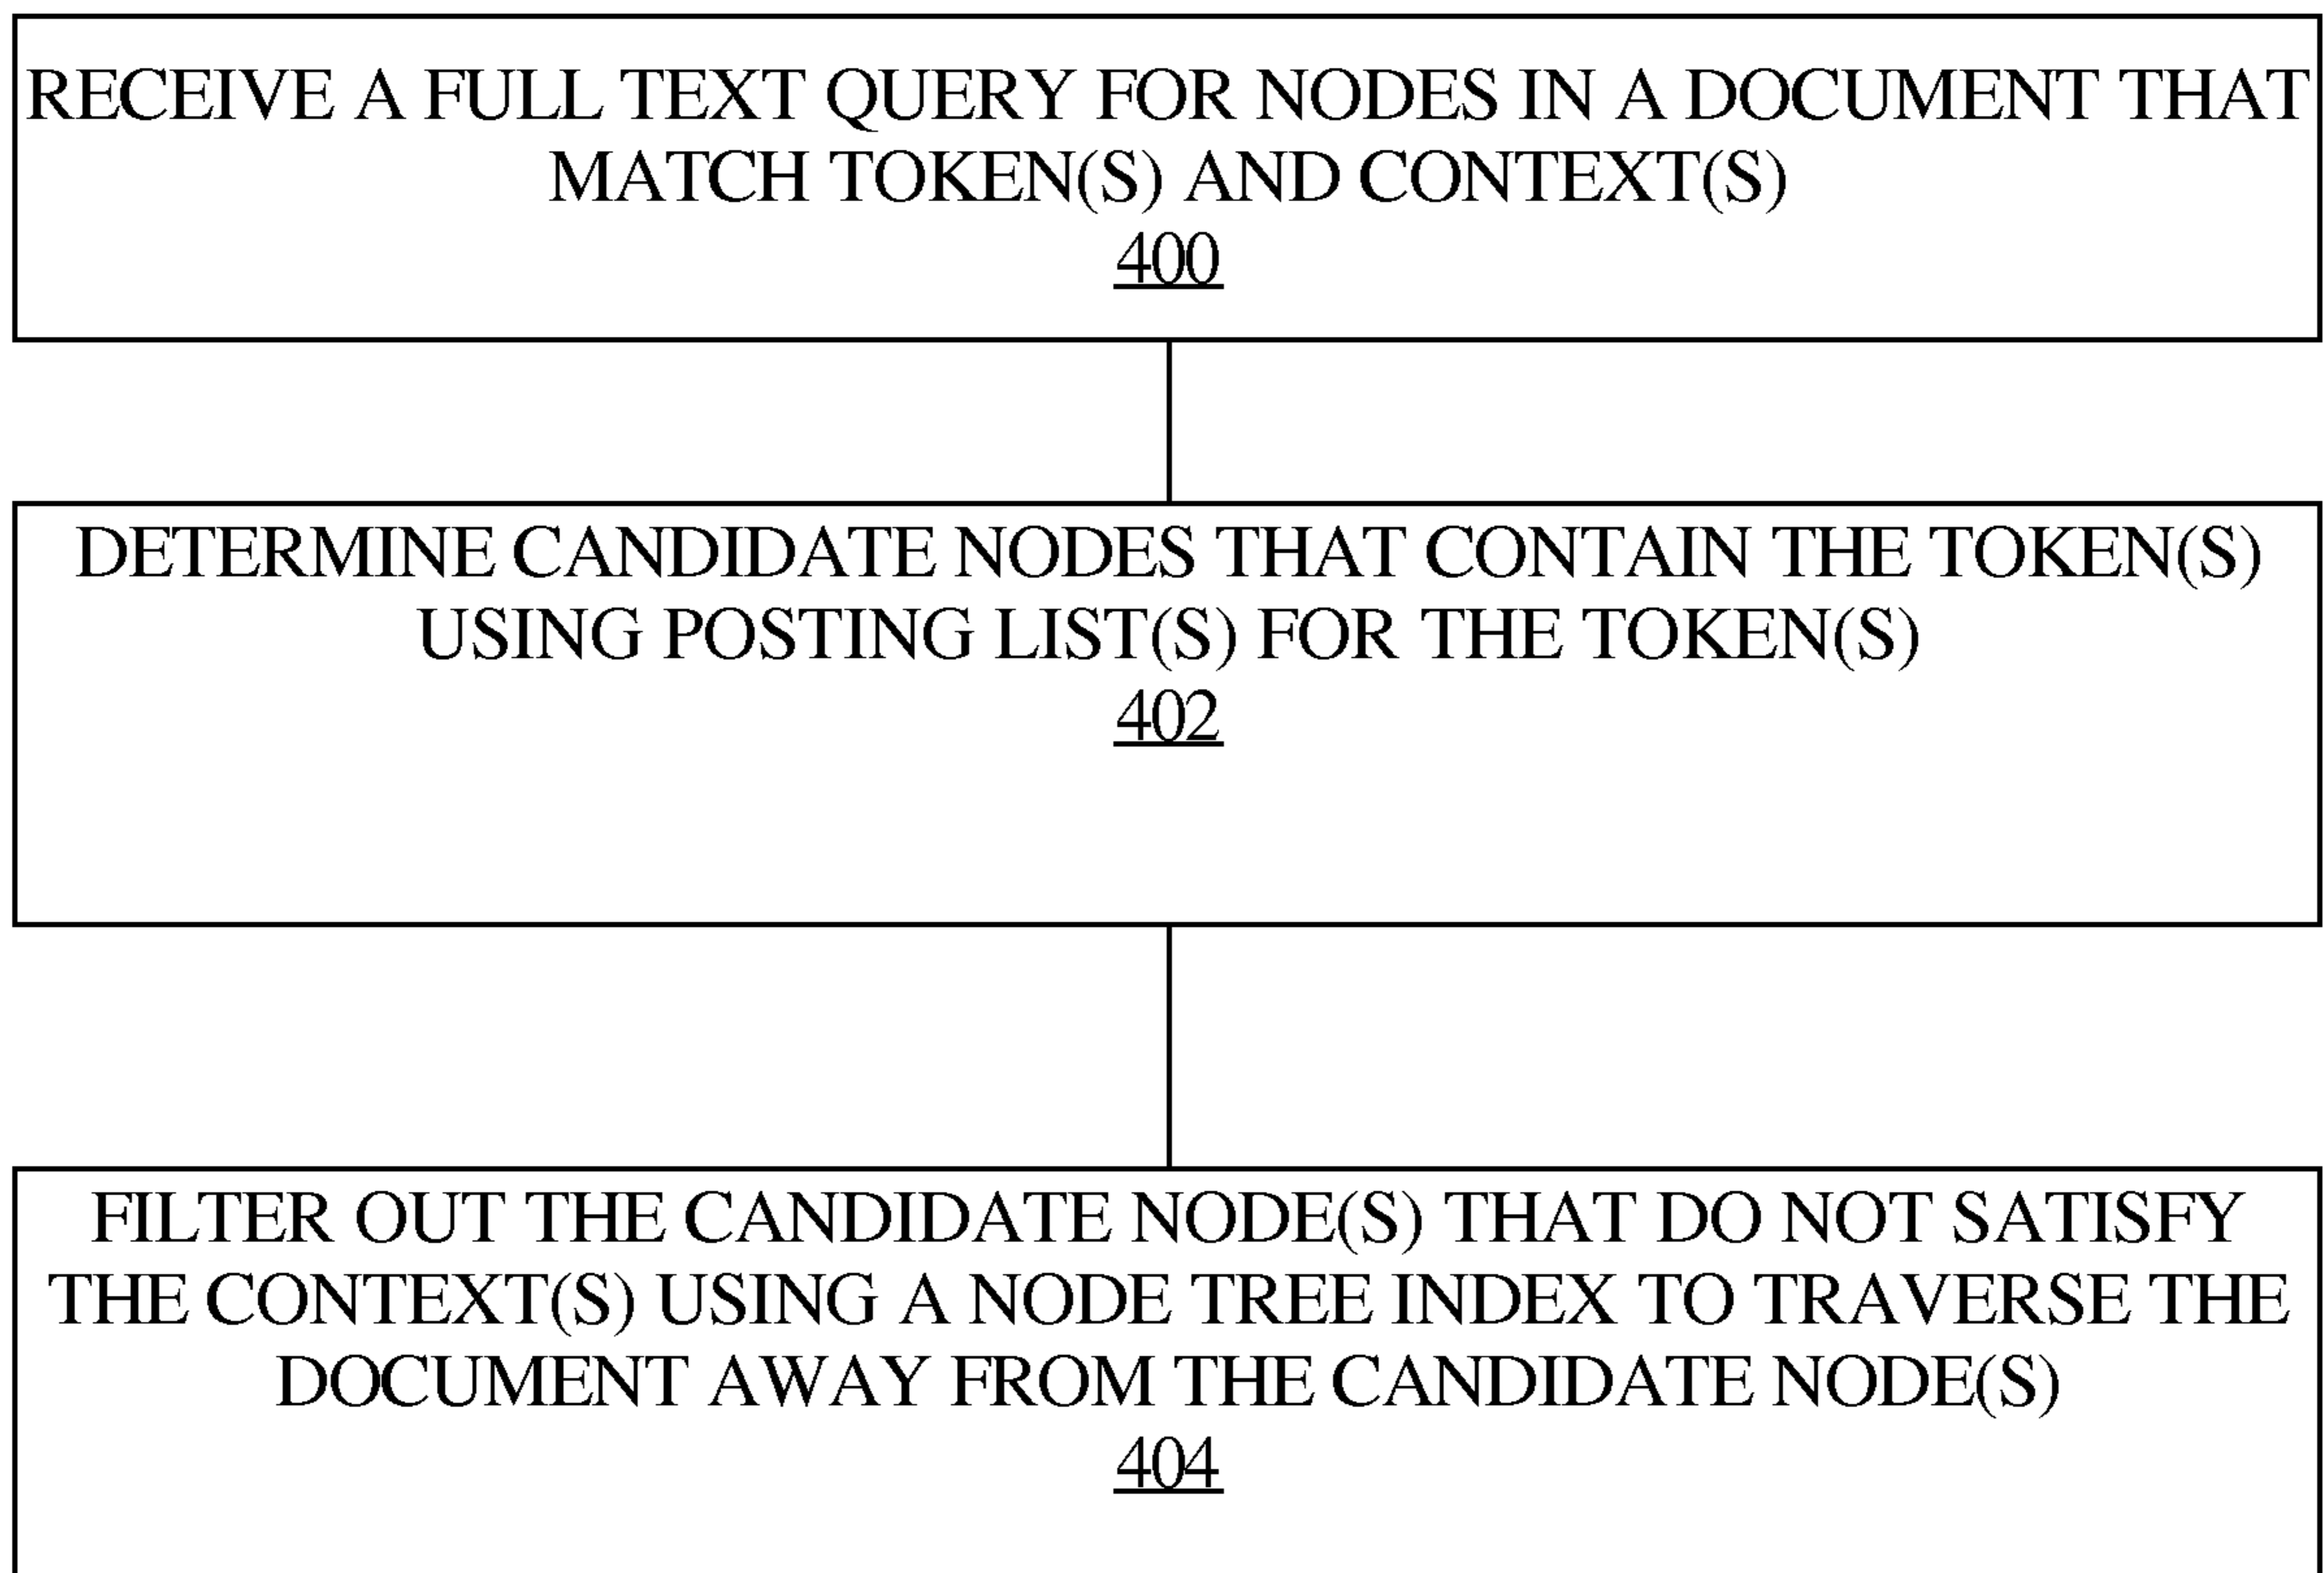 RECEIVE A FULL TEXT QUERY FOR NODES IN A DOCUMENT THAT
MATCH TOKEN(S) AND CONTEXT(S)
400
DETERMINE CANDIDATE NODES THAT CONTAIN THE TOKEN(S)
USING POSTING LIST(S) FOR THE TOKEN(S)
402
FILTER OUT THE CANDIDATE NODE(S) THAT DO NOT SATISFY
THE CONTEXT(S) USING A NODE TREE INDEX TO TRAVERSE THE
DOCUMENT AWAY FROM THE CANDIDATE NODE(S)
404